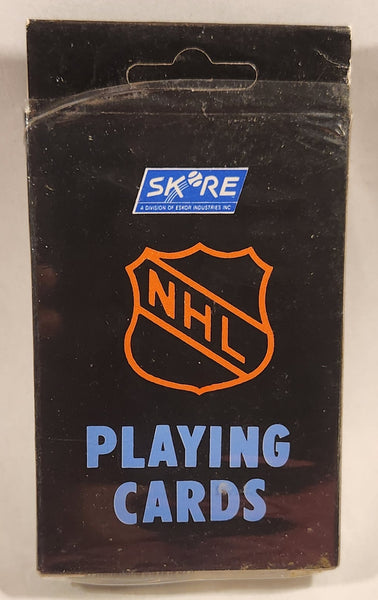 SKORE
A DIVISION OF ESKOR INDUSTRIES INC
NHL
PLAYING
CARDS